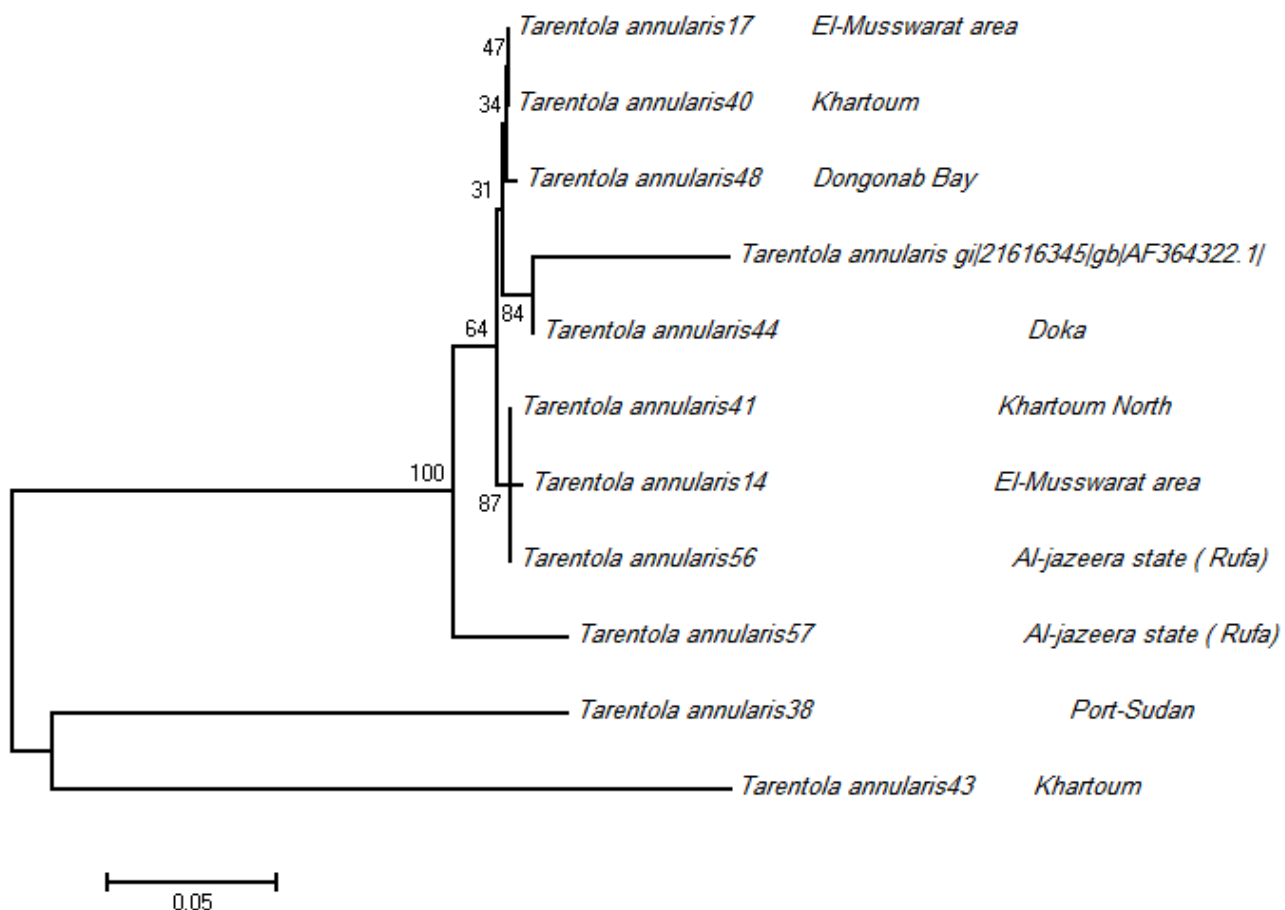 Tarentola annularis17 El-Musswarat area
47
34
Tarentola annularis40 Khartoum
Tarentola annularis48 Dongonab Bay
31
Tarentola annularis gi|21616345|gb|AF364322.1|
84
Tarentola annularis44 Doka
64
Tarentola annularis41 Khartoum North
100
Tarentola annularis14 El-Musswarat area
87
Tarentola annularis56 Al-jazeera state ( Rufa)
Tarentola annularis57 Al-jazeera state ( Rufa)
Tarentola annularis38 Port-Sudan
Tarentola annularis43 Khartoum
0.05